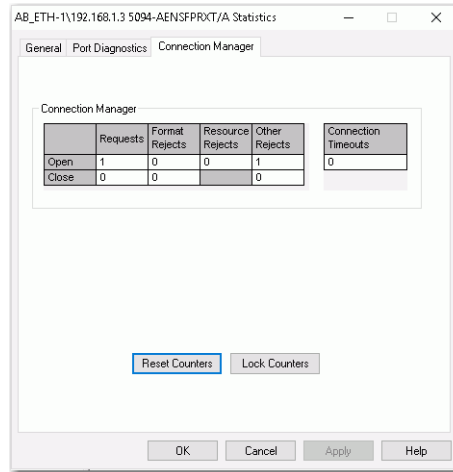 AB_ETH-1\192.168.1.3 5094-AENSFPRXT/A Statistics
General Port Diagnostics Connection Manager
Connection Manager
Requests Format Rejects Resource Rejects Other Rejects Connection Timeouts
Open 1 0 0 1 0
Close 0 0 0
Reset Counters Lock Counters
OK Cancel Apply Help